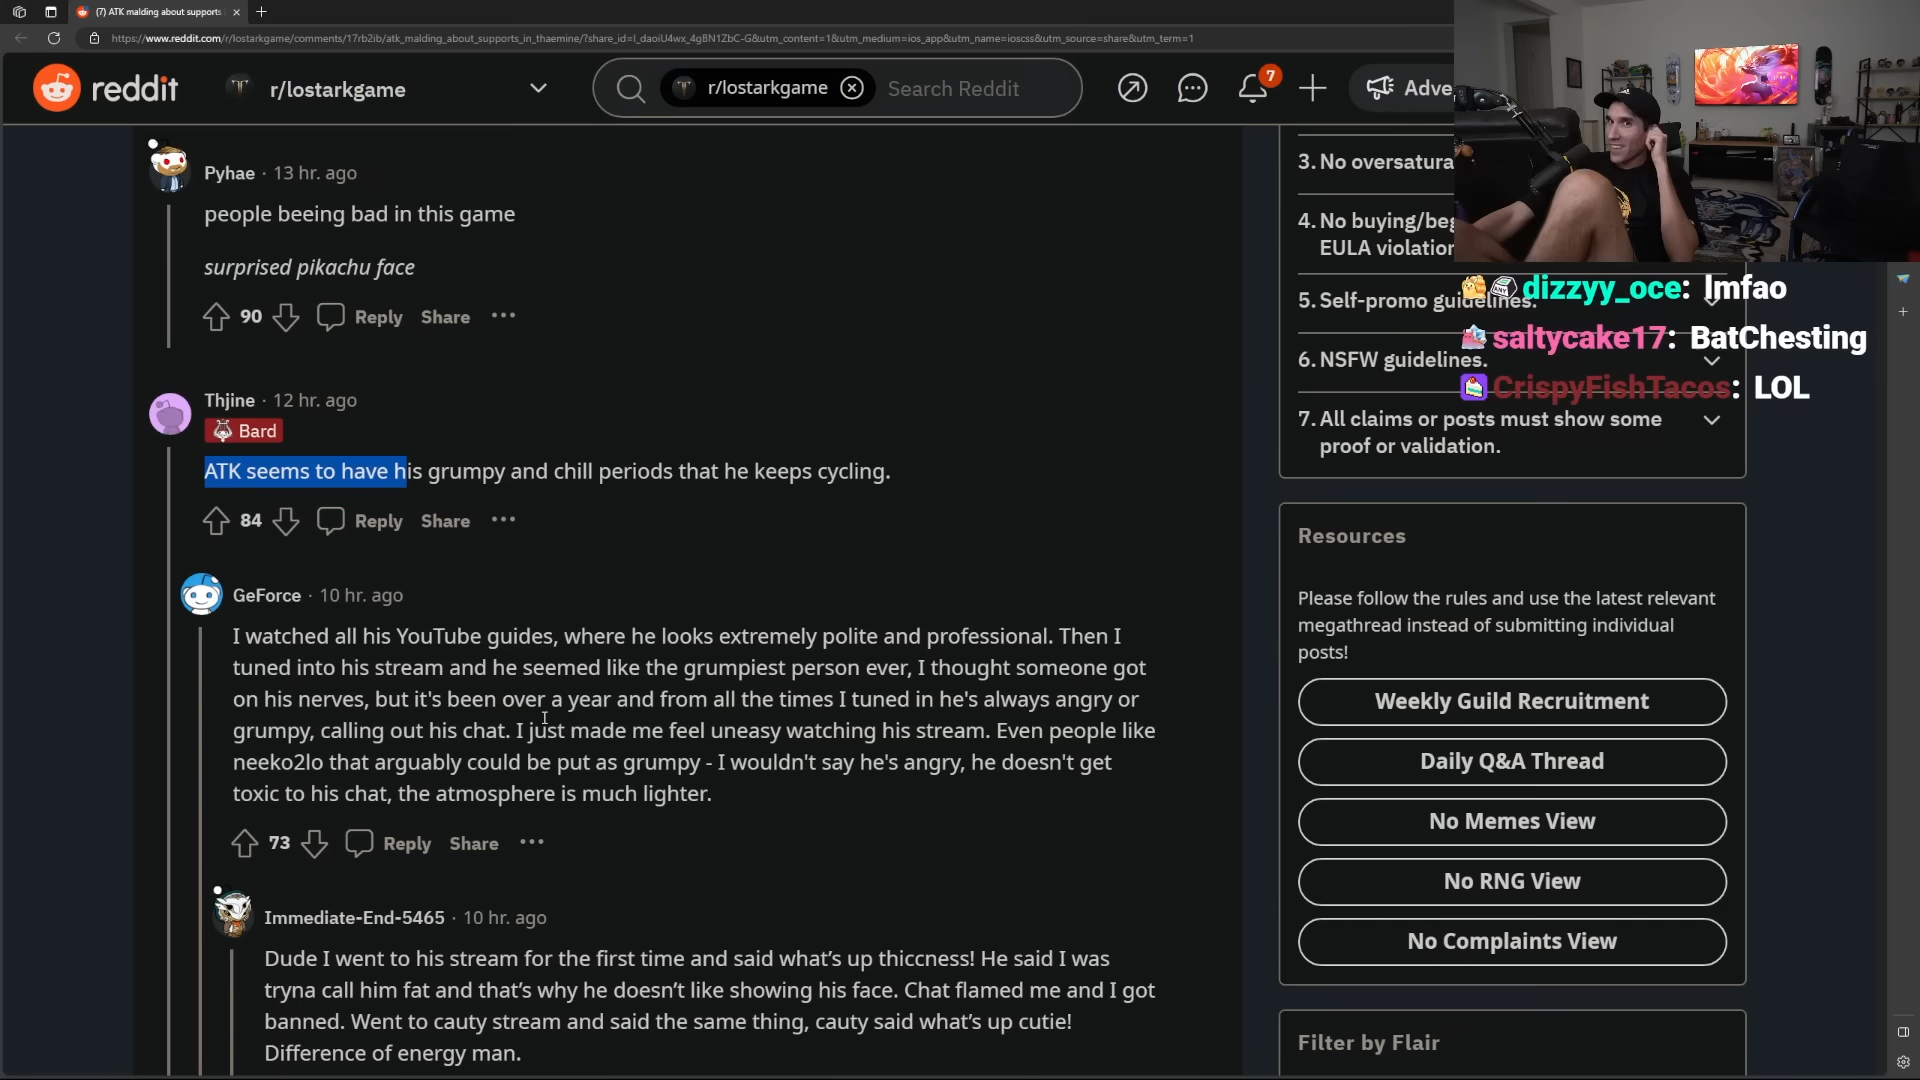 (7) ATK malding about supports
https://www.reddit.com/r/lostarkgame/comments/17rb2ib/atk_malding_about_supports_in_thaemine/?share_id=l_daoiU4wx_4gBN1ZbC-G&utm_content=1&utm_medium=ios_app&utm_name=ioscss&utm_source=share&utm_term=1
reddit
r/lostarkgame
r/lostarkgame
Search Reddit
7
Adve
Pyhae · 13 hr. ago
people beeing bad in this game
surprised pikachu face
90 Reply Share
Thjine · 12 hr. ago
Bard
ATK seems to have his grumpy and chill periods that he keeps cycling.
84 Reply Share
GeForce · 10 hr. ago
I watched all his YouTube guides, where he looks extremely polite and professional. Then I
tuned into his stream and he seemed like the grumpiest person ever, I thought someone got
on his nerves, but it's been over a year and from all the times I tuned in he's always angry or
grumpy, calling out his chat. I just made me feel uneasy watching his stream. Even people like
neeko2lo that arguably could be put as grumpy - I wouldn't say he's angry, he doesn't get
toxic to his chat, the atmosphere is much lighter.
73 Reply Share
Immediate-End-5465 · 10 hr. ago
Dude I went to his stream for the first time and said what’s up thiccness! He said I was
tryna call him fat and that’s why he doesn’t like showing his face. Chat flamed me and I got
banned. Went to cauty stream and said the same thing, cauty said what’s up cutie!
Difference of energy man.
3. No oversatura
4. No buying/beg
EULA violation
5. Self-promo guidelines.
6. NSFW guidelines.
7. All claims or posts must show some
proof or validation.
dizzyy_oce: lmfao
saltycake17: BatChesting
CrispyFishTacos: LOL
Resources
Please follow the rules and use the latest relevant
megathread instead of submitting individual
posts!
Weekly Guild Recruitment
Daily Q&A Thread
No Memes View
No RNG View
No Complaints View
Filter by Flair